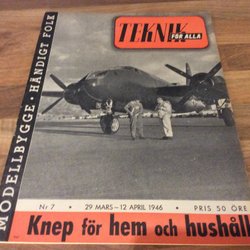 TEKNIK
FÖR ALLA
MODELLBYGGE · HÄNDIGT FOLK
Nr 7 29 MARS—12 APRIL 1946 PRIS 50 ÖRE
Knep för hem och hushåll